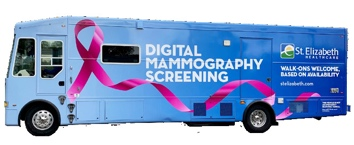 DIGITAL
MAMMOGRAPHY
SCREENING
St. Elizabeth
HEALTHCARE
WALK-ONS WELCOME,
BASED ON AVAILABILITY
stelizabeth.com